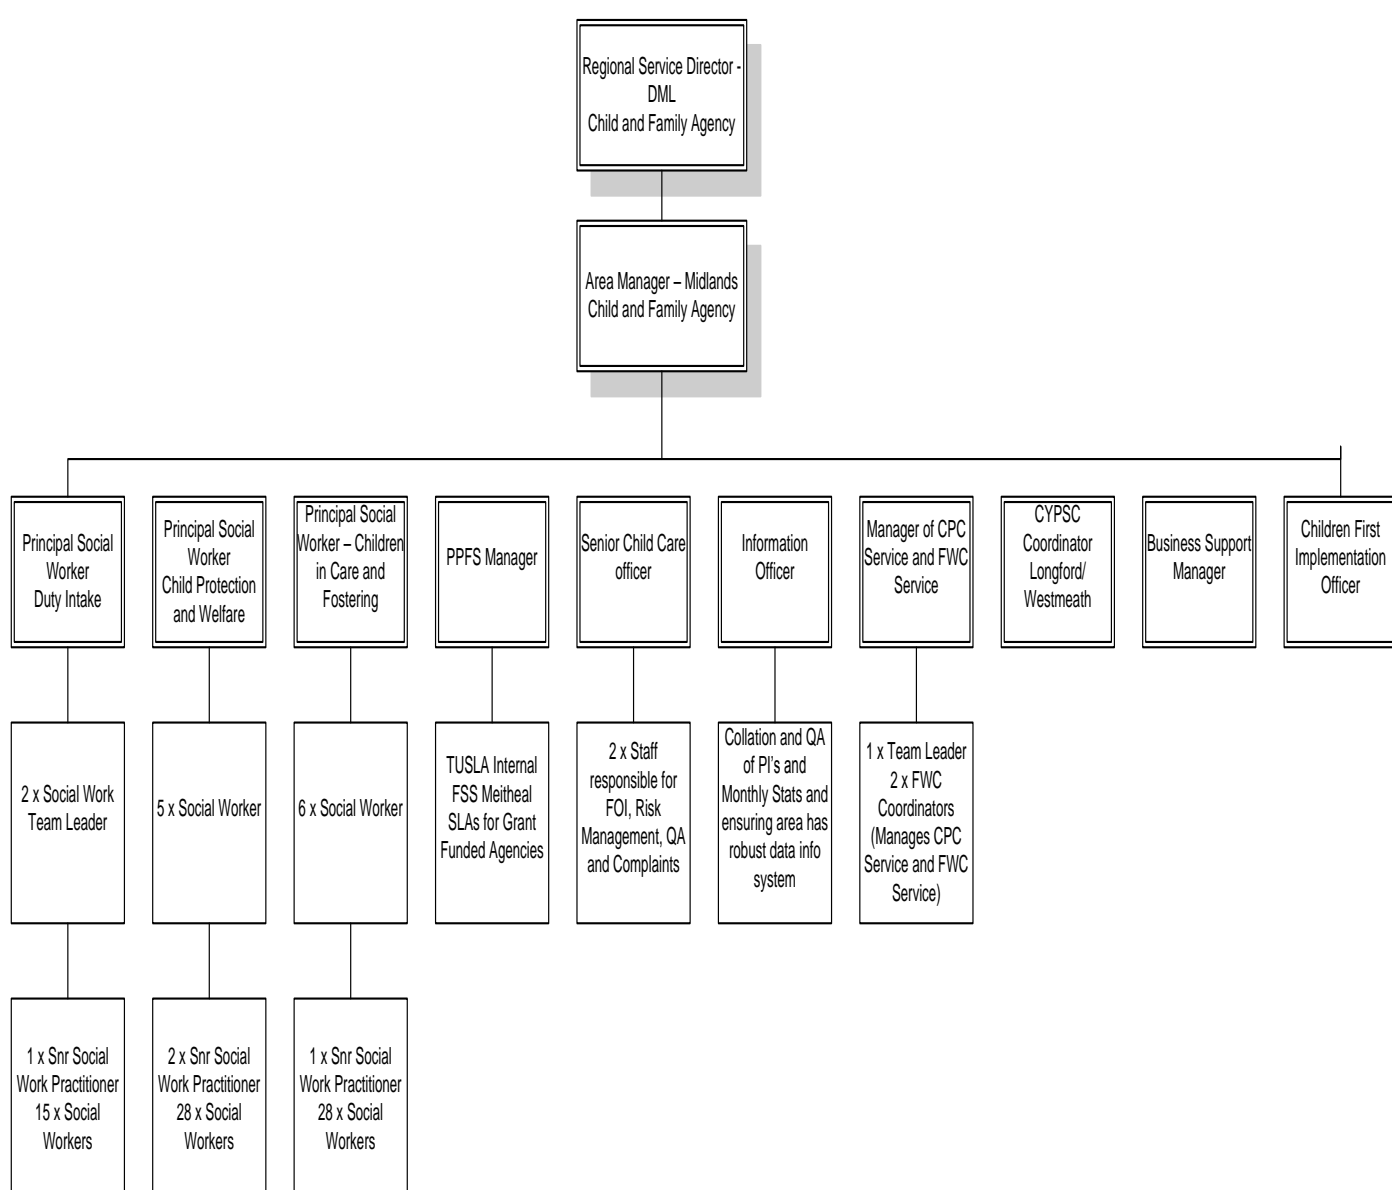 Regional Service Director -
DML
Child and Family Agency
Area Manager – Midlands
Child and Family Agency
Principal Social
Worker
Duty Intake
Principal Social
Worker
Child Protection
and Welfare
Principal Social
Worker – Children
in Care and
Fostering
PPFS Manager
Senior Child Care
officer
Information
Officer
Manager of CPC
Service and FWC
Service
CYPSC
Coordinator
Longford/
Westmeath
Business Support
Manager
Children First
Implementation
Officer
2 x Social Work
Team Leader
5 x Social Worker
6 x Social Worker
TUSLA Internal
FSS Meitheal
SLAs for Grant
Funded Agencies
2 x Staff
responsible for
FOI, Risk
Management, QA
and Complaints
Collation and QA
of PI's and
Monthly Stats and
ensuring area has
robust data info
system
1 x Team Leader
2 x FWC
Coordinators
(Manages CPC
Service and FWC
Service)
1 x Snr Social
Work Practitioner
15 x Social
Workers
2 x Snr Social
Work Practitioner
28 x Social
Workers
1 x Snr Social
Work Practitioner
28 x Social
Workers